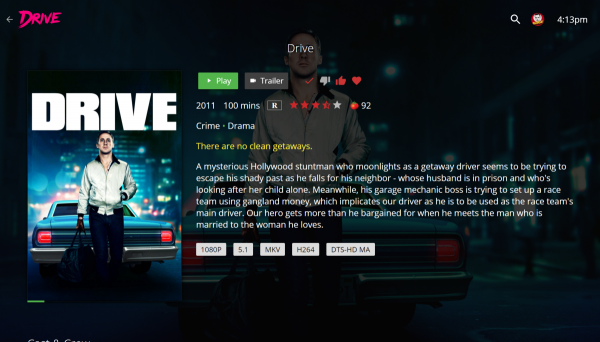 DRIVE
4:13pm
Drive
Play
Trailer
2011 100 mins R 92
Crime · Drama
There are no clean getaways.
A mysterious Hollywood stuntman who moonlights as a getaway driver seems to be trying to
escape his shady past as he falls for his neighbor - whose husband is in prison and who's
looking after her child alone. Meanwhile, his garage mechanic boss is trying to set up a race
team using gangland money, which implicates our driver as he is to be used as the race team's
main driver. Our hero gets more than he bargained for when he meets the man who is
married to the woman he loves.
1080P 5.1 MKV H264 DTS-HD MA
DRIVE